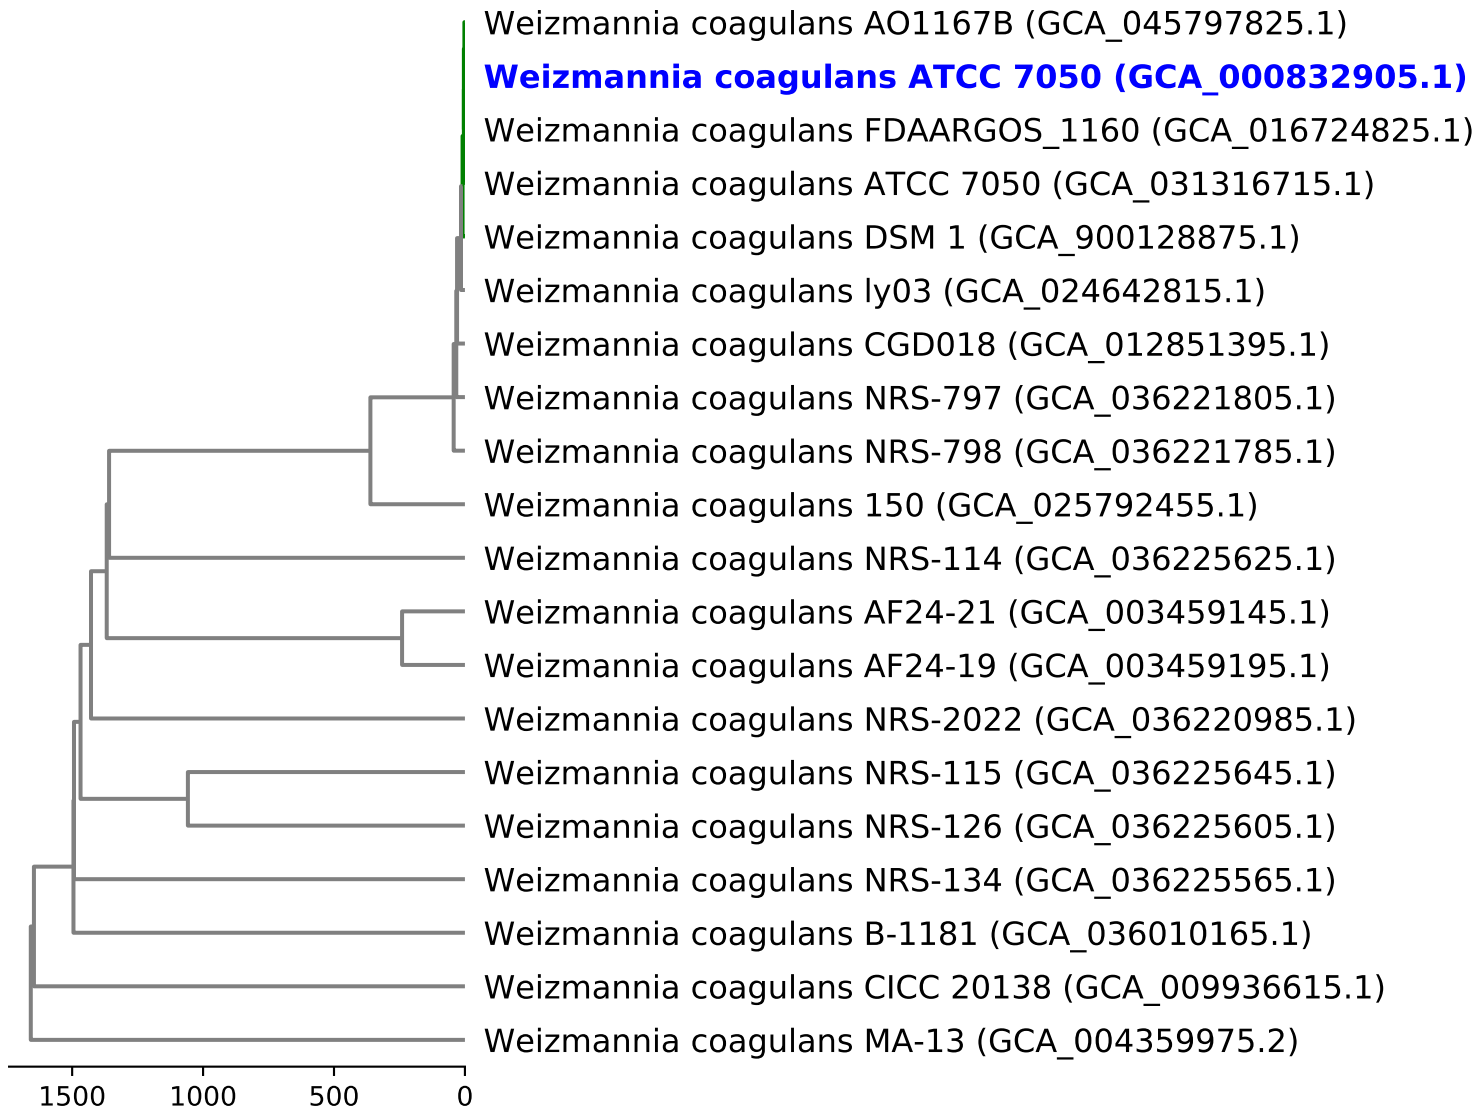 Weizmannia coagulans AO1167B (GCA_045797825.1)
Weizmannia coagulans ATCC 7050 (GCA_000832905.1)
Weizmannia coagulans FDAARGOS_1160 (GCA_016724825.1)
Weizmannia coagulans ATCC 7050 (GCA_031316715.1)
Weizmannia coagulans DSM 1 (GCA_900128875.1)
Weizmannia coagulans ly03 (GCA_024642815.1)
Weizmannia coagulans CGD018 (GCA_012851395.1)
Weizmannia coagulans NRS-797 (GCA_036221805.1)
Weizmannia coagulans NRS-798 (GCA_036221785.1)
Weizmannia coagulans 150 (GCA_025792455.1)
Weizmannia coagulans NRS-114 (GCA_036225625.1)
Weizmannia coagulans AF24-21 (GCA_003459145.1)
Weizmannia coagulans AF24-19 (GCA_003459195.1)
Weizmannia coagulans NRS-2022 (GCA_036220985.1)
Weizmannia coagulans NRS-115 (GCA_036225645.1)
Weizmannia coagulans NRS-126 (GCA_036225605.1)
Weizmannia coagulans NRS-134 (GCA_036225565.1)
Weizmannia coagulans B-1181 (GCA_036010165.1)
Weizmannia coagulans CICC 20138 (GCA_009936615.1)
Weizmannia coagulans MA-13 (GCA_004359975.2)
1500 1000 500 0